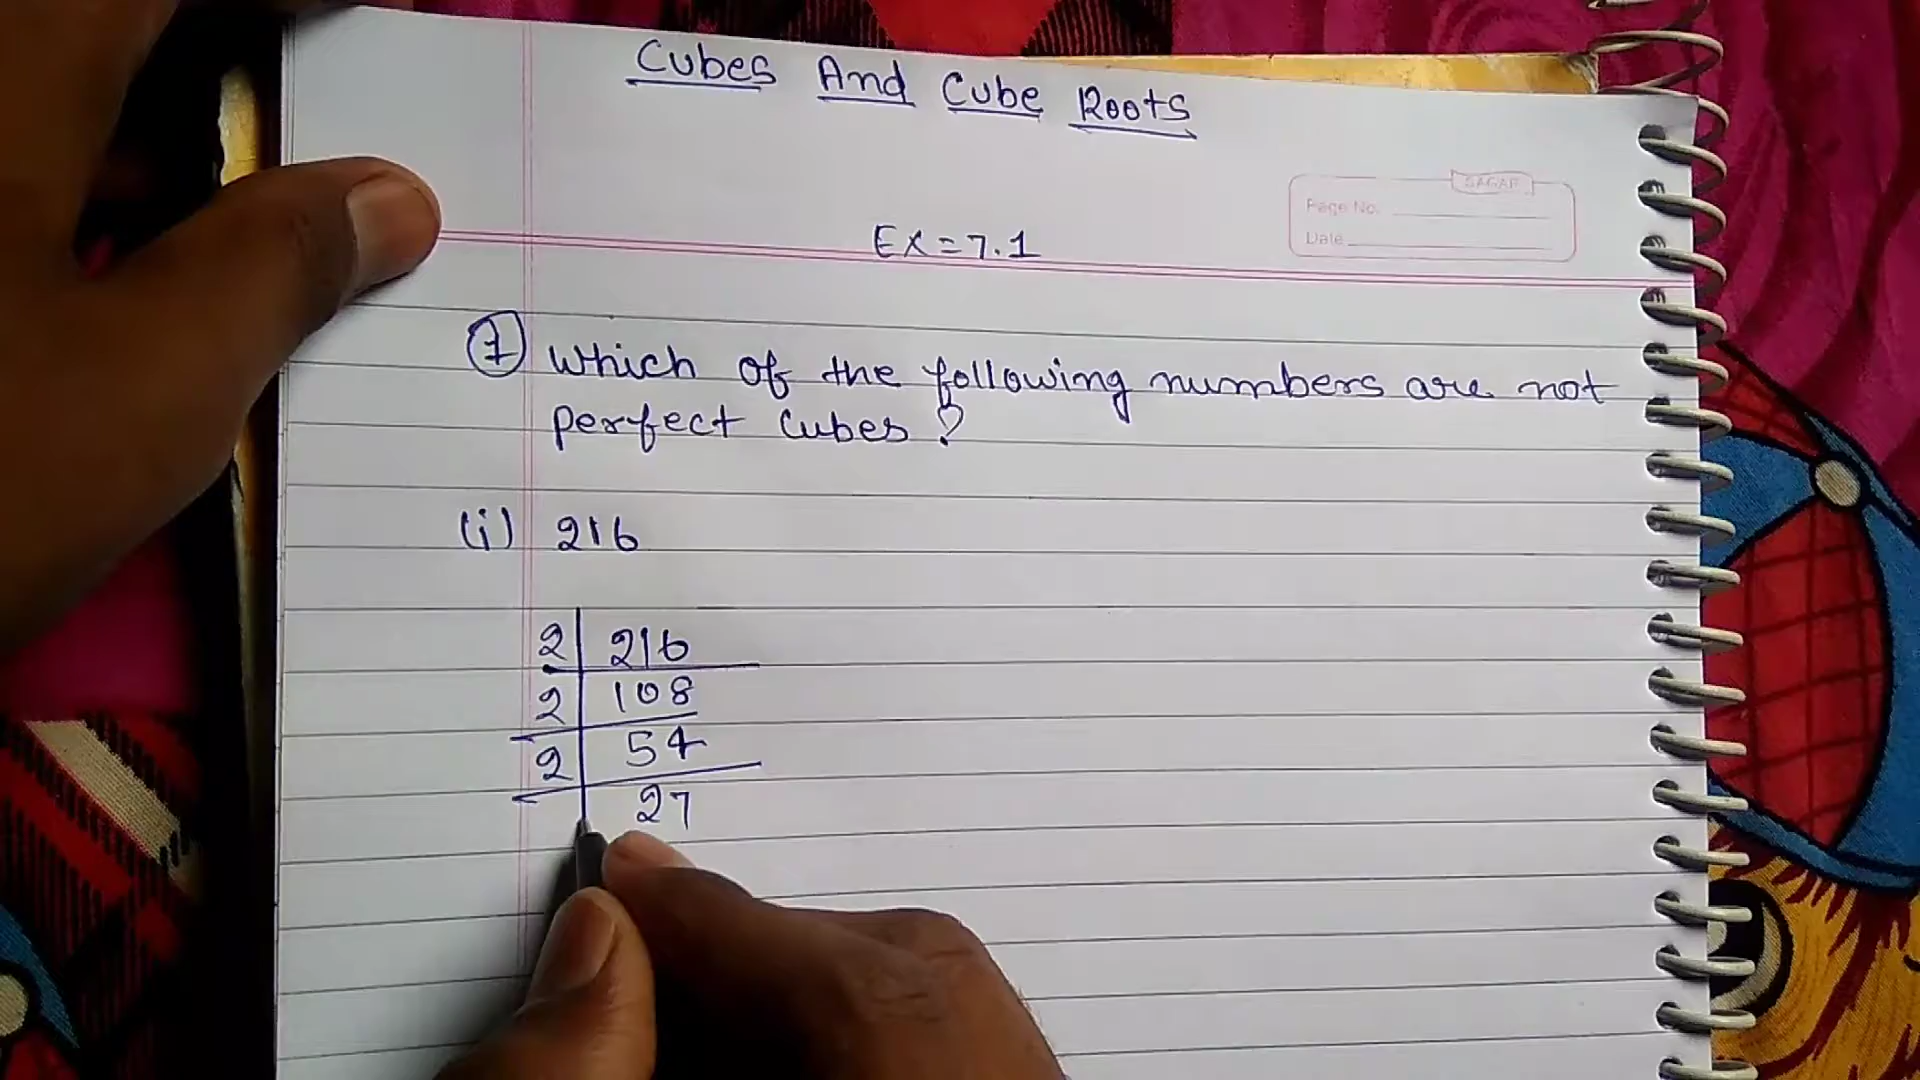 Cubes And Cube Roots
SAGAR
Page No.
Date
Ex = 7.1
1 Which of the following numbers are not
perfect cubes ?
(i) 216
2 216
2 108
2 54
27